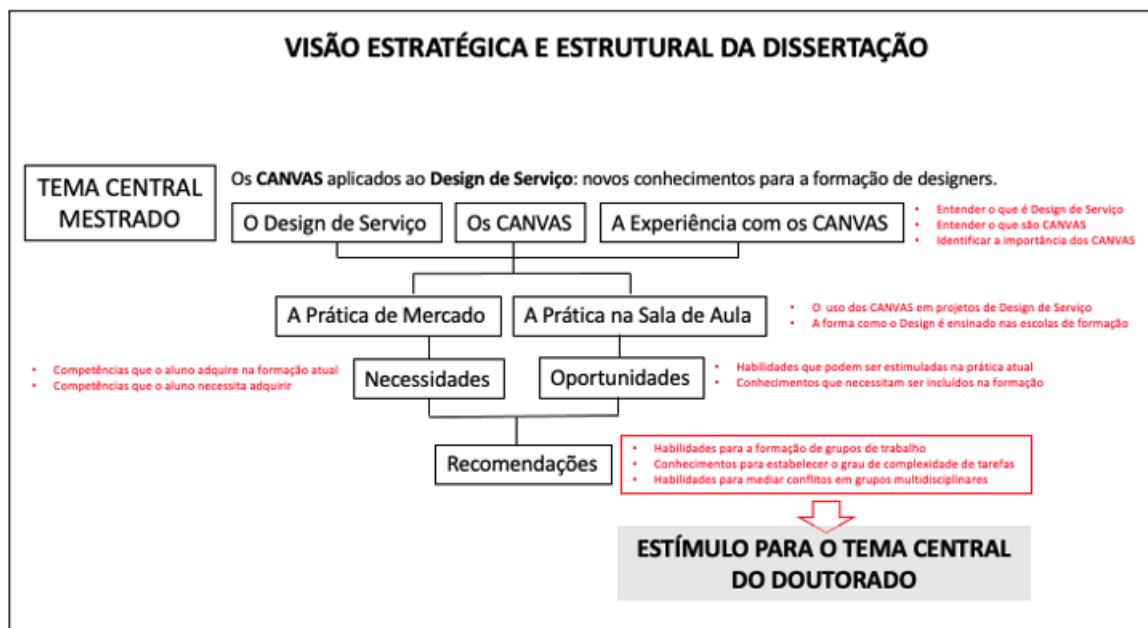 VISÃO ESTRATÉGICA E ESTRUTURAL DA DISSERTAÇÃO
TEMA CENTRAL
MESTRADO
Os CANVAS aplicados ao Design de Serviço: novos conhecimentos para a formação de designers.
O Design de Serviço
Os CANVAS
A Experiência com os CANVAS
• Entender o que é Design de Serviço
• Entender o que são CANVAS
• Identificar a importância dos CANVAS
A Prática de Mercado
A Prática na Sala de Aula
• O uso dos CANVAS em projetos de Design de Serviço
• A forma como o Design é ensinado nas escolas de formação
• Competências que o aluno adquire na formação atual
• Competências que o aluno necessita adquirir
Necessidades
Oportunidades
• Habilidades que podem ser estimuladas na prática atual
• Conhecimentos que necessitam ser incluídos na formação
Recomendações
• Habilidades para a formação de grupos de trabalho
• Conhecimentos para estabelecer o grau de complexidade de tarefas
• Habilidades para mediar conflitos em grupos multidisciplinares
ESTÍMULO PARA O TEMA CENTRAL
DO DOUTORADO